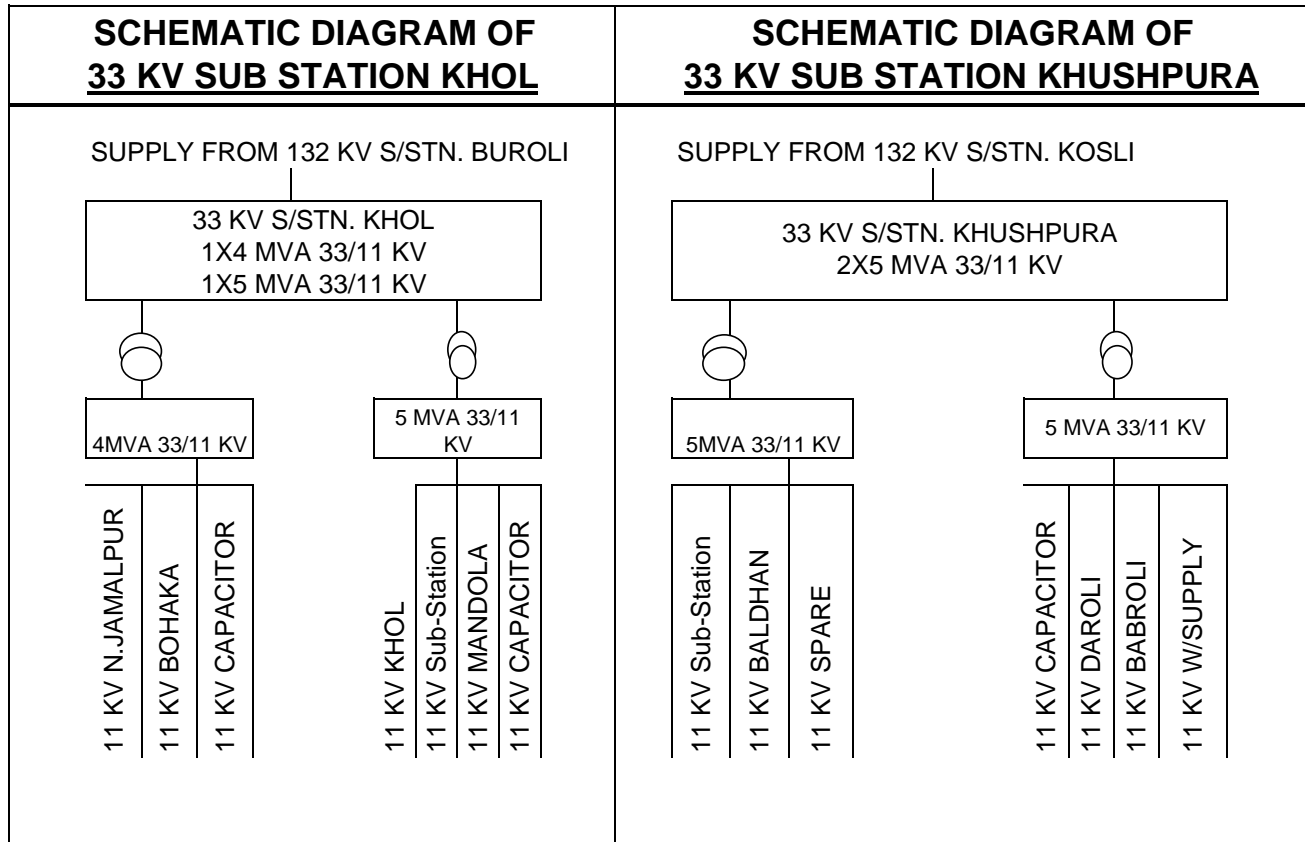 SCHEMATIC DIAGRAM OF
33 KV SUB STATION KHOL
SUPPLY FROM 132 KV S/STN. BUROLI
33 KV S/STN. KHOL
1X4 MVA 33/11 KV
1X5 MVA 33/11 KV
4MVA 33/11 KV
5 MVA 33/11
KV
11 KV N.JAMALPUR
11 KV BOHAKA
11 KV CAPACITOR
11 KV KHOL
11 KV Sub-Station
11 KV MANDOLA
11 KV CAPACITOR
SCHEMATIC DIAGRAM OF
33 KV SUB STATION KHUSHPURA
SUPPLY FROM 132 KV S/STN. KOSLI
33 KV S/STN. KHUSHPURA
2X5 MVA 33/11 KV
5MVA 33/11 KV
5 MVA 33/11 KV
11 KV Sub-Station
11 KV BALDHAN
11 KV SPARE
11 KV CAPACITOR
11 KV DAROLI
11 KV BABROLI
11 KV W/SUPPLY